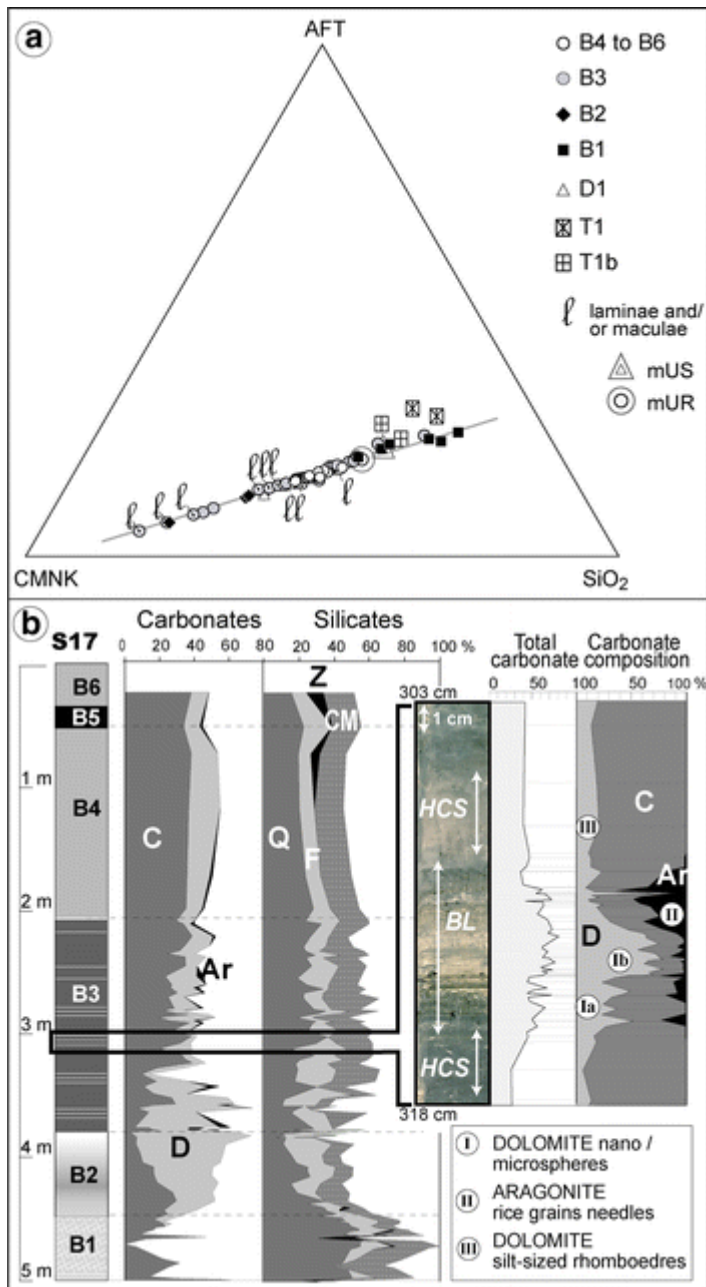 a
AFT
B4 to B6
B3
B2
B1
D1
T1
T1b
ℓ laminae and/
or maculae
mUS
mUR
ℓ ℓ ℓ ℓℓℓ ℓℓ ℓ
CMNK
SiO₂
b
Carbonates Silicates
S17
0 20 40 60 80 20 40 60 80 100 %
Total carbonate
Carbonate composition
0 50 100 50 100 %
B6
B5
B4
B3
B2
B1
1 m
2 m
3 m
4 m
5 m
C
Ar
D
Z
CM
Q
F
303 cm
1 cm
HCS
BL
HCS
318 cm
C
III
Ar
II
D
Ib
Ia
I DOLOMITE nano /
microspheres
II ARAGONITE
rice grains needles
III DOLOMITE
silt-sized rhomboedres